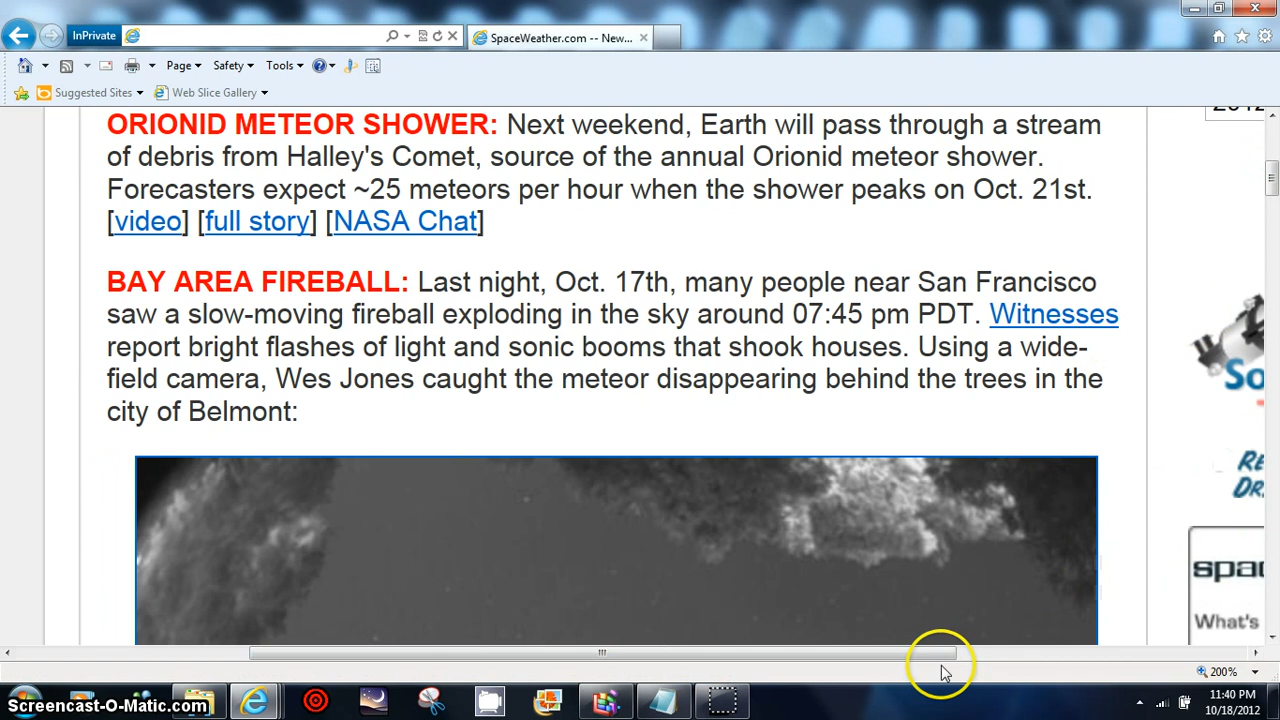 InPrivate
SpaceWeather.com -- New...
Page Safety Tools
Suggested Sites Web Slice Gallery
ORIONID METEOR SHOWER: Next weekend, Earth will pass through a stream
of debris from Halley's Comet, source of the annual Orionid meteor shower.
Forecasters expect ~25 meteors per hour when the shower peaks on Oct. 21st.
[video] [full story] [NASA Chat]
BAY AREA FIREBALL: Last night, Oct. 17th, many people near San Francisco
saw a slow-moving fireball exploding in the sky around 07:45 pm PDT. Witnesses
report bright flashes of light and sonic booms that shook houses. Using a wide-
field camera, Wes Jones caught the meteor disappearing behind the trees in the
city of Belmont:
So
RE
DR
spac
What's
200%
Screencast-O-Matic.com
11:40 PM
10/18/2012